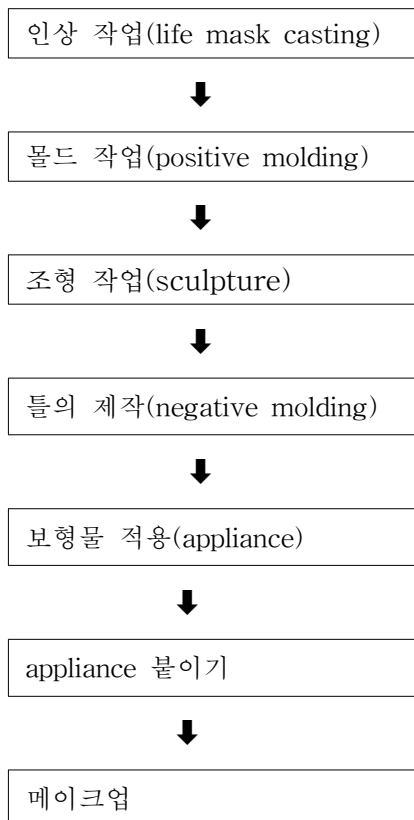 인상 작업(life mask casting)
몰드 작업(positive molding)
조형 작업(sculpture)
틀의 제작(negative molding)
보형물 적용(appliance)
appliance 붙이기
메이크업